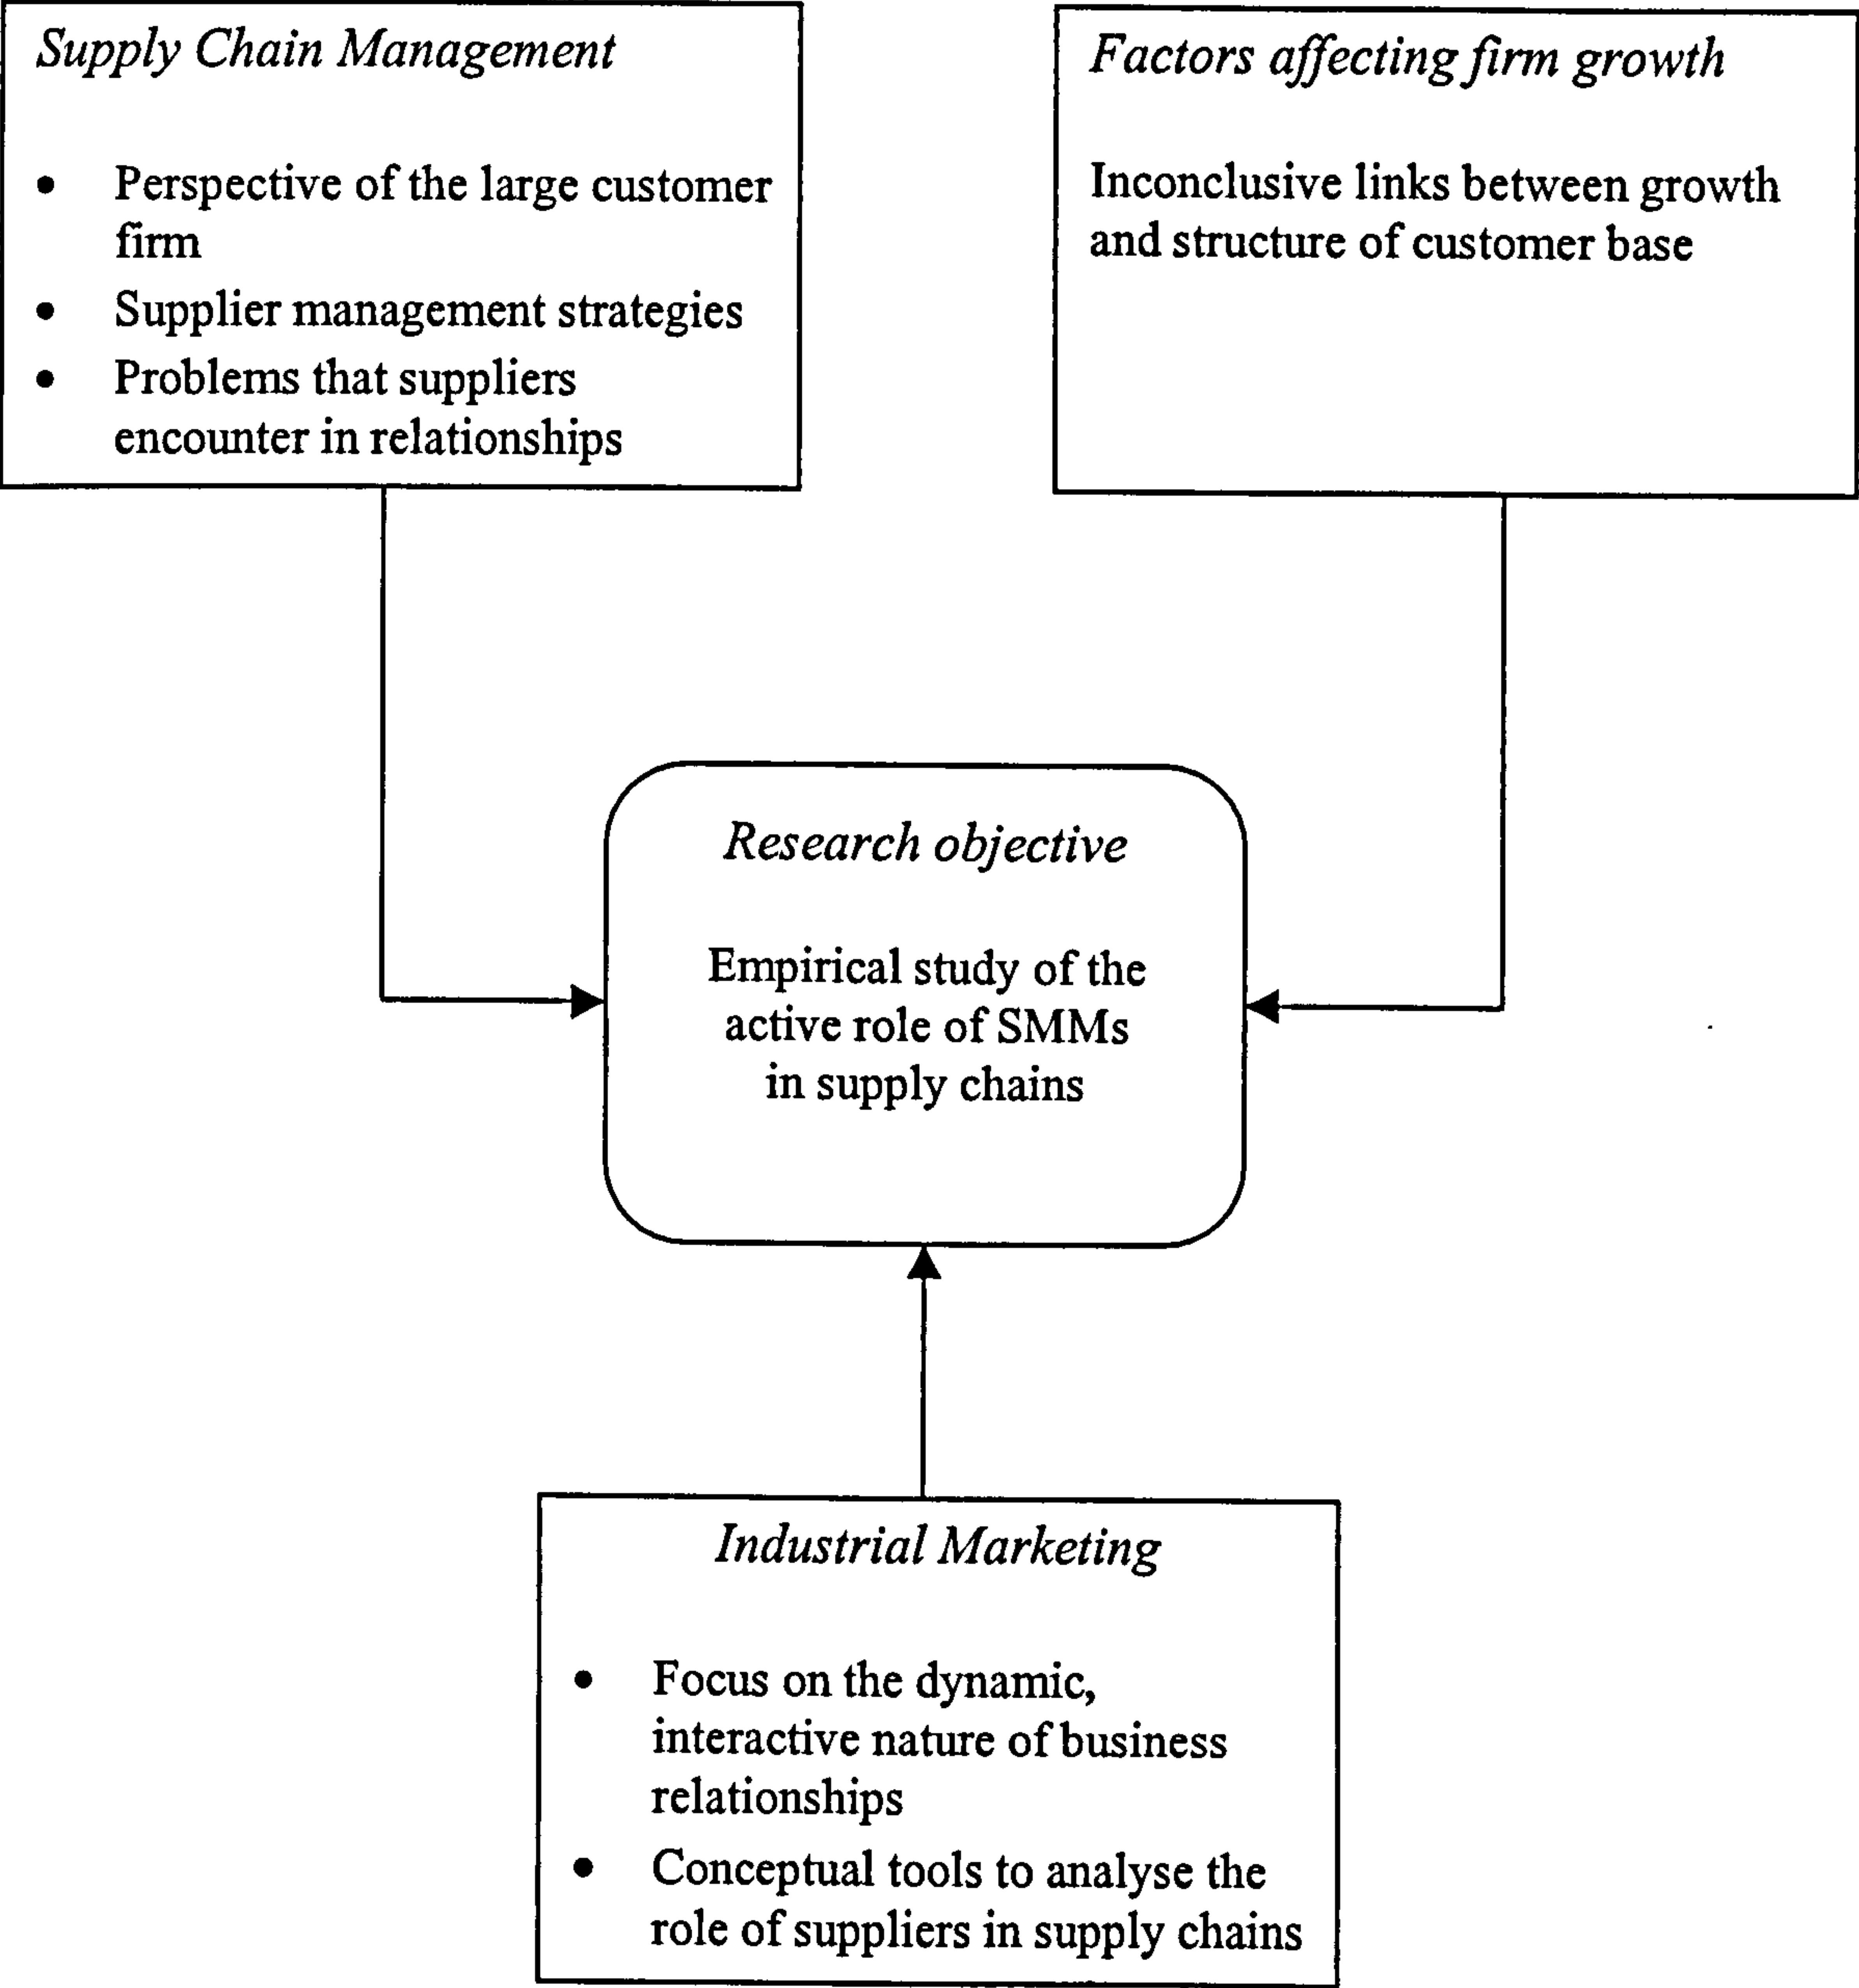 Supply Chain Management
• Perspective of the large customer
firm
• Supplier management strategies
• Problems that suppliers
encounter in relationships
Factors affecting firm growth
Inconclusive links between growth
and structure of customer base
Research objective
Empirical study of the
active role of SMMs
in supply chains
Industrial Marketing
• Focus on the dynamic,
interactive nature of business
relationships
• Conceptual tools to analyse the
role of suppliers in supply chains